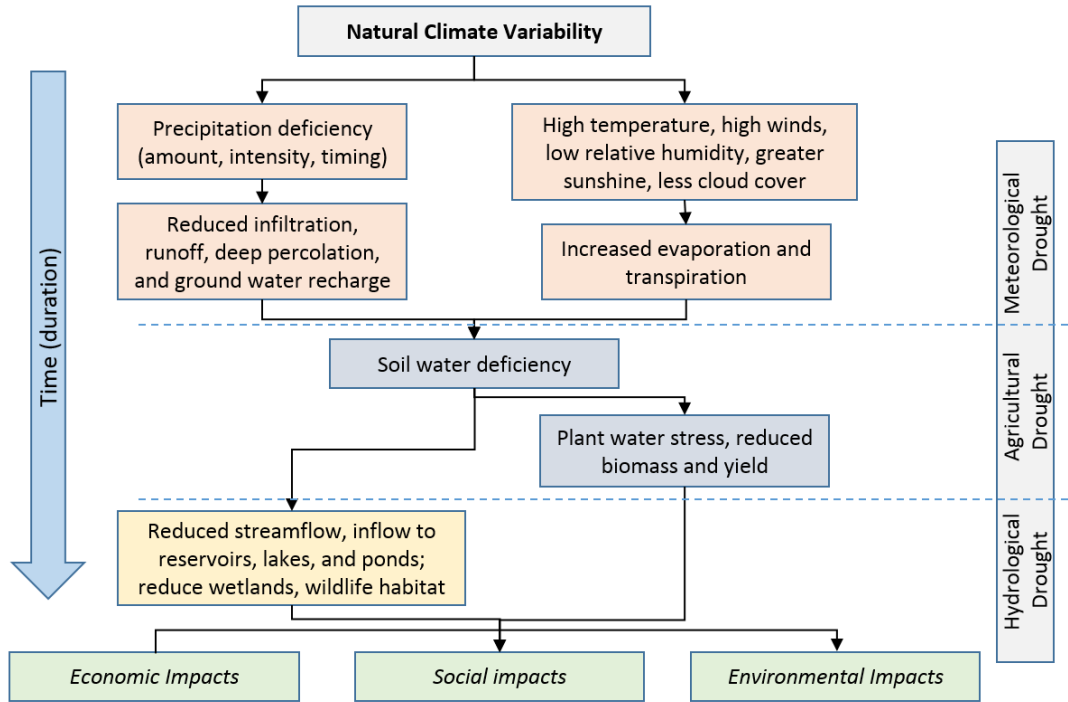 Natural Climate Variability
Precipitation deficiency
(amount, intensity, timing)
High temperature, high winds,
low relative humidity, greater
sunshine, less cloud cover
Reduced infiltration,
runoff, deep percolation,
and ground water recharge
Increased evaporation and
transpiration
Soil water deficiency
Plant water stress, reduced
biomass and yield
Reduced streamflow, inflow to
reservoirs, lakes, and ponds;
reduce wetlands, wildlife habitat
Economic Impacts
Social impacts
Environmental Impacts
Time (duration)
Meteorological
Drought
Agricultural
Drought
Hydrological
Drought